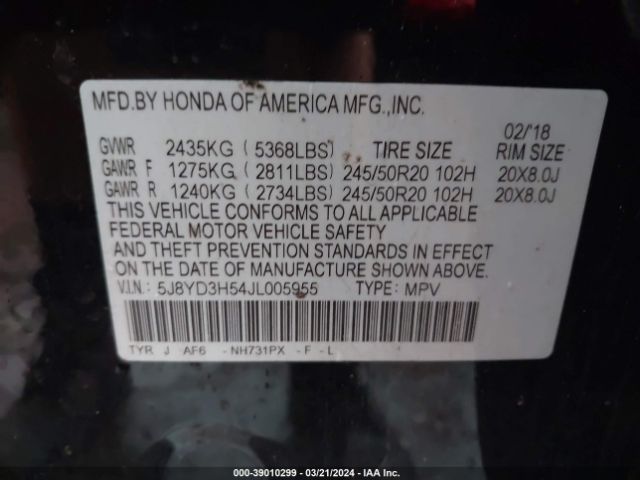 MFD.BY HONDA OF AMERICA MFG.,INC.
02/'18
GVWR 2435KG ( 5368LBS) TIRE SIZE RIM SIZE
GAWR F 1275KG ( 2811LBS) 245/50R20 102H 20X8.0J
GAWR R 1240KG ( 2734LBS) 245/50R20 102H 20X8.0J
THIS VEHICLE CONFORMS TO ALL APPLICABLE
FEDERAL MOTOR VEHICLE SAFETY
AND THEFT PREVENTION STANDARDS IN EFFECT
ON THE DATE OF MANUFACTURE SHOWN ABOVE.
V.I.N.: 5J8YD3H54JL005955 TYPE: MPV
TYR J AF6 - NH731PX - F - L
000-39010299 - 03/21/2024 - IAA Inc.